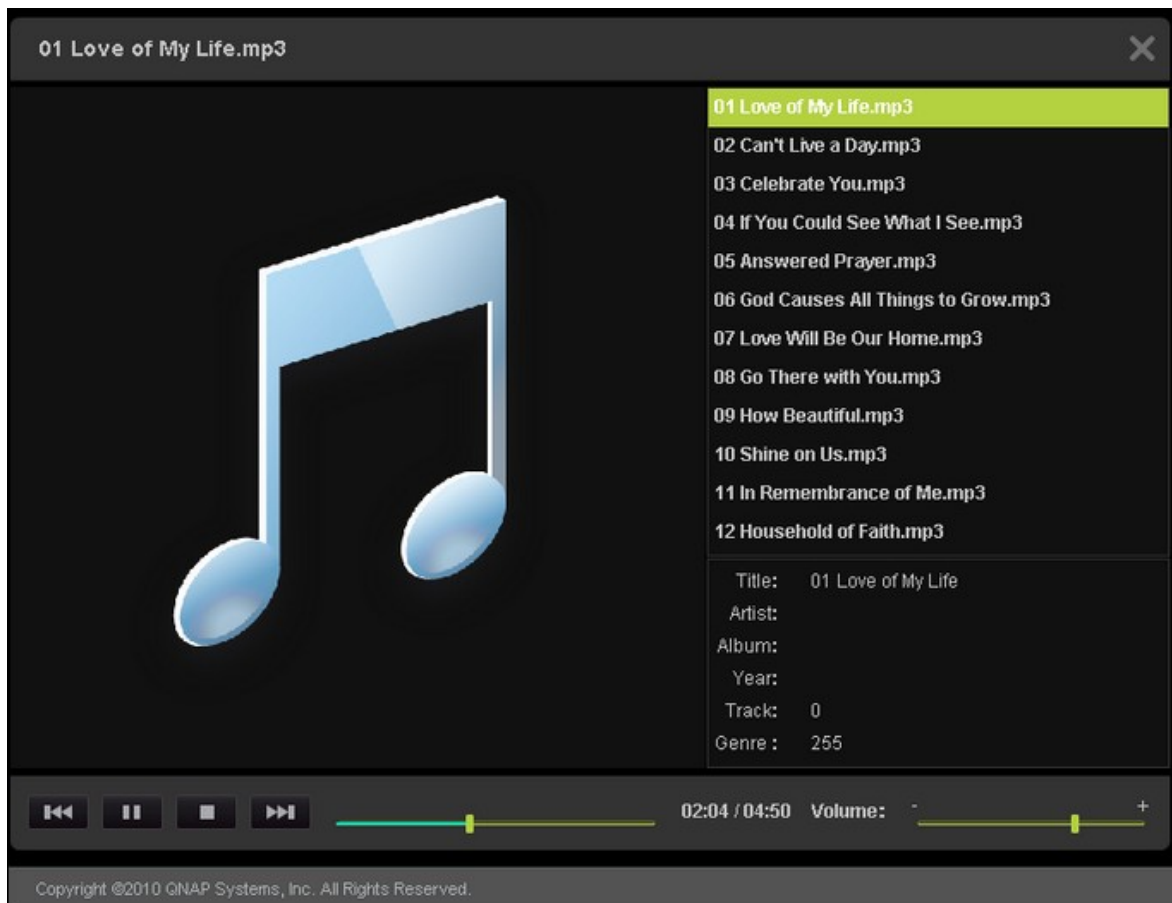 01 Love of My Life.mp3
01 Love of My Life.mp3
02 Can't Live a Day.mp3
03 Celebrate You.mp3
04 If You Could See What I See.mp3
05 Answered Prayer.mp3
06 God Causes All Things to Grow.mp3
07 Love Will Be Our Home.mp3
08 Go There with You.mp3
09 How Beautiful.mp3
10 Shine on Us.mp3
11 In Remembrance of Me.mp3
12 Household of Faith.mp3
Title: 01 Love of My Life
Artist:
Album:
Year:
Track: 0
Genre : 255
02:04 / 04:50 Volume: - +
Copyright ©2010 QNAP Systems, Inc. All Rights Reserved.